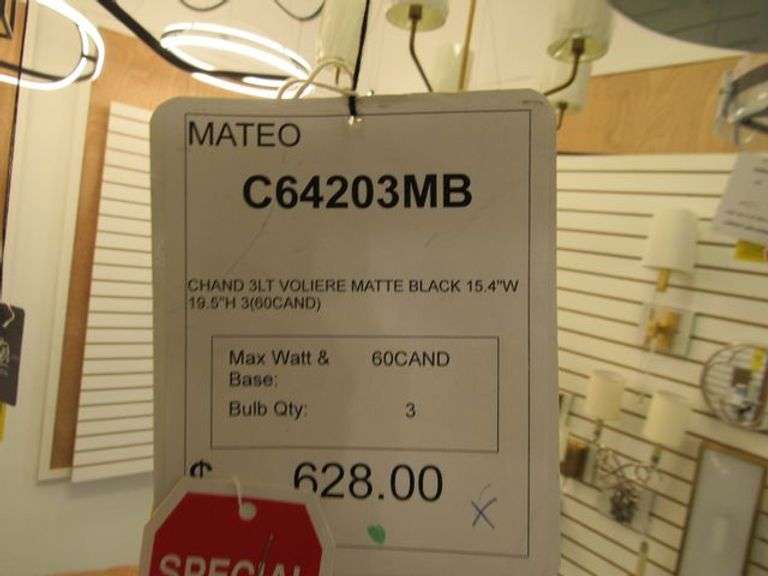 MATEO
C64203MB
CHAND 3LT VOLIERE MATTE BLACK 15.4"W
19.5"H 3(60CAND)
Max Watt & 60CAND
Base:
Bulb Qty: 3
628.00
X
SPECIAL